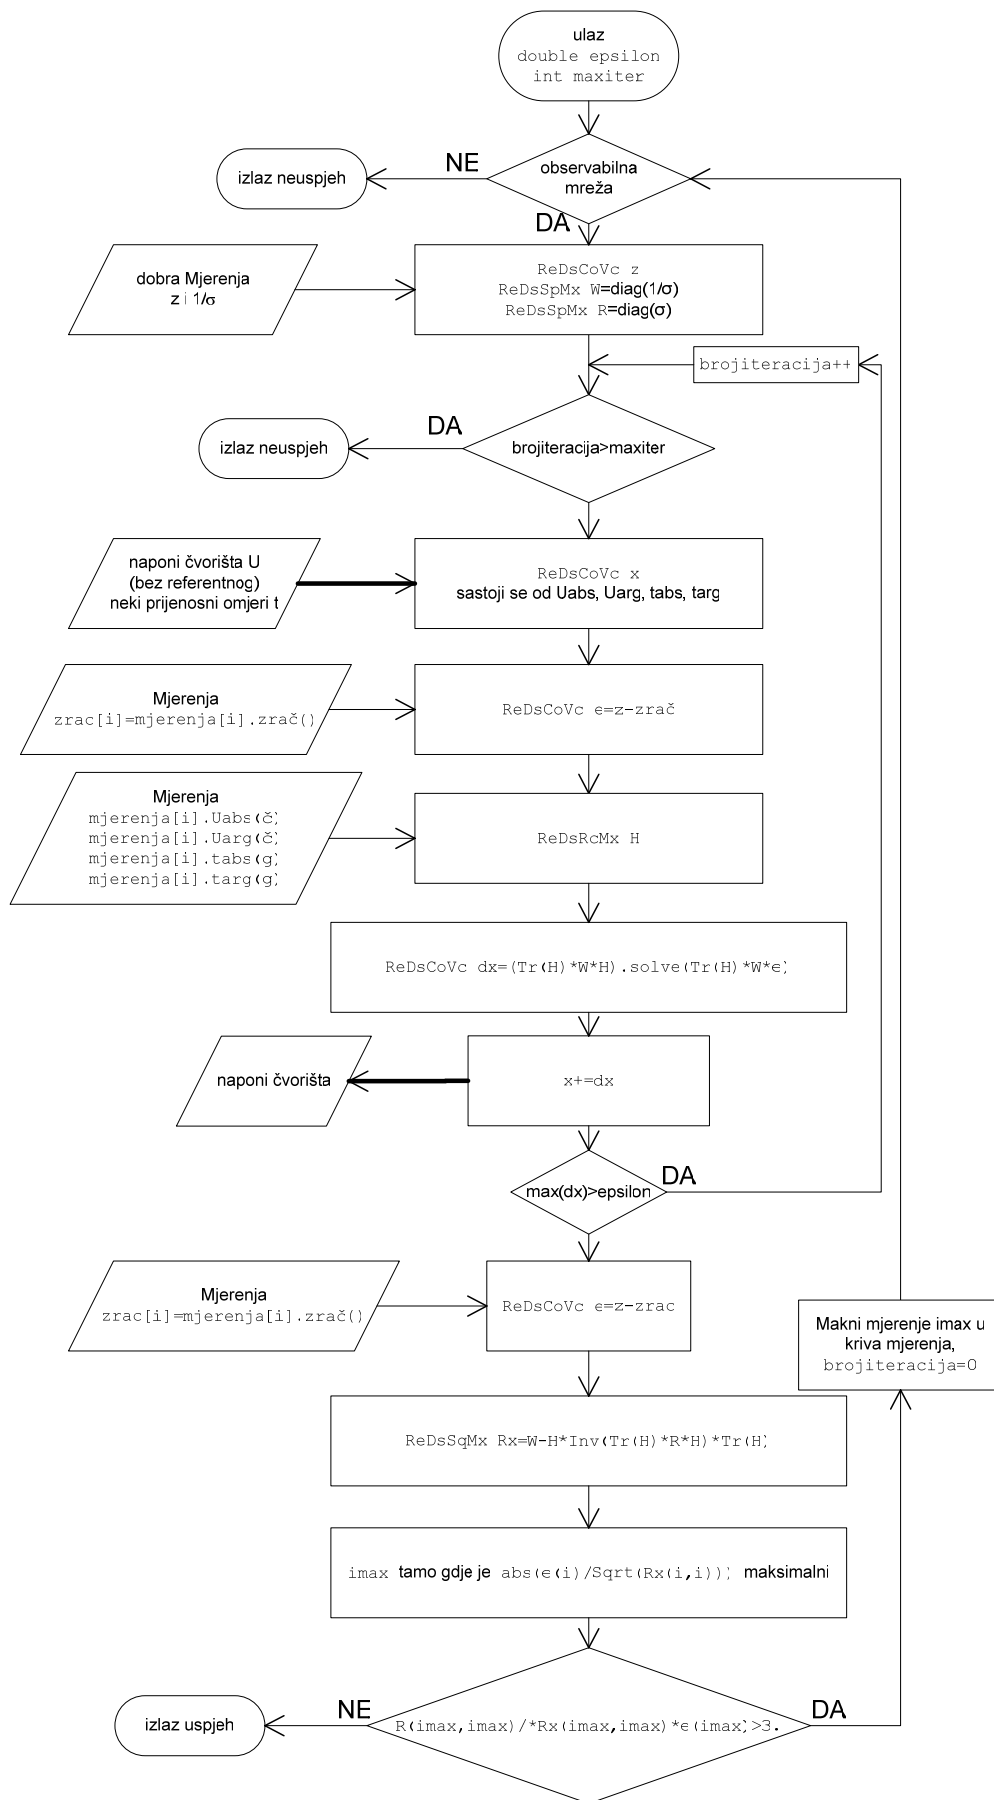 ulaz
double epsilon
int maxiter
NE
observabilna
mreža
izlaz neuspjeh
DA
dobra Mjerenja
z i 1/σ
ReDsCoVc z
ReDsSpMx W=diag(1/σ)
ReDsSpMx R=diag(σ)
brojiteracija++
DA
izlaz neuspjeh
brojiteracija>maxiter
naponi čvorišta U
(bez referentnog)
neki prijenosni omjeri t
ReDsCoVc x
sastoji se od Uabs, Uarg, tabs, targ
Mjerenja
zrac[i]=mjerenja[i].zrač()
ReDsCoVc ϵ=z-zrač
Mjerenja
mjerenja[i].Uabs(č)
mjerenja[i].Uarg(č)
mjerenja[i].tabs(g)
mjerenja[i].targ(g)
ReDsRcMx H
ReDsCoVc dx=(Tr(H)*W*H).solve(Tr(H)*W*ϵ)
naponi čvorišta
x+=dx
max(dx)>epsilon
DA
Mjerenja
zrac[i]=mjerenja[i].zrač()
ReDsCoVc ϵ=z-zrac
Makni mjerenje imax u
kriva mjerenja,
brojiteracija=0
ReDsSqMx Rx=W-H*Inv(Tr(H)*R*H)*Tr(H)
imax tamo gdje je abs(ϵ(i)/Sqrt(Rx(i,i))) maksimalni
NE
DA
izlaz uspjeh
R(imax,imax)/*Rx(imax,imax)*ϵ(imax)>3.